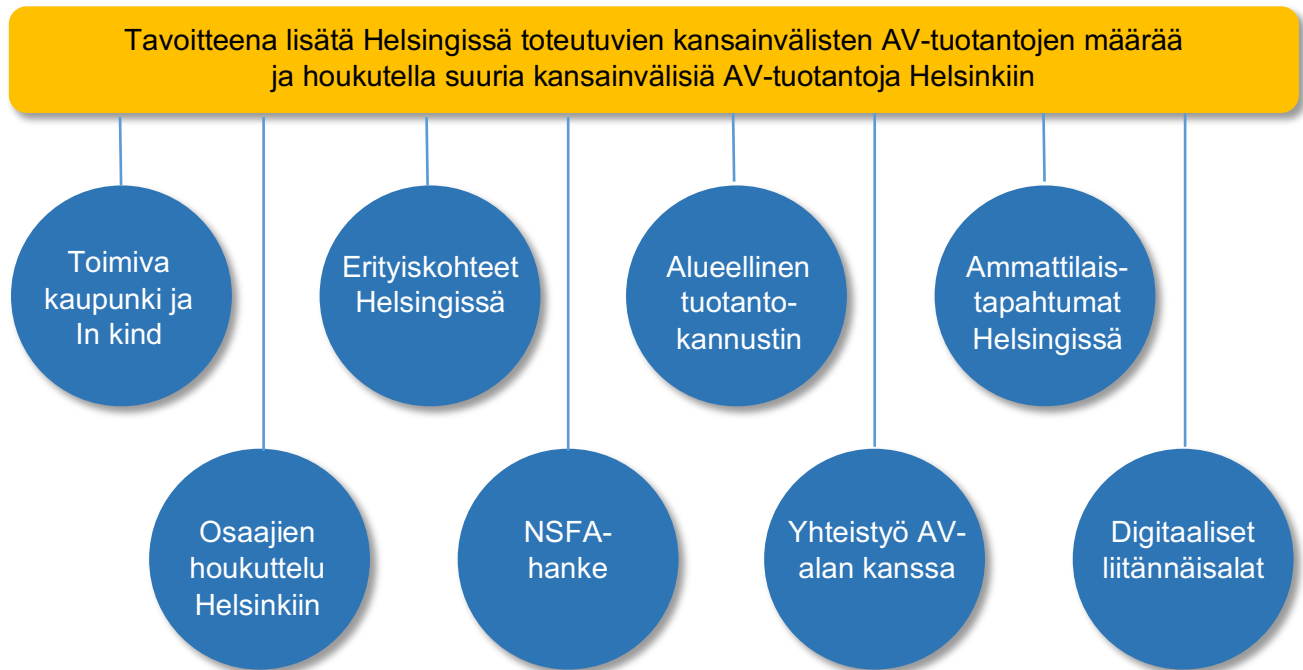 Tavoitteena lisätä Helsingissä toteutuvien kansainvälisten AV-tuotantojen määrää
ja houkutella suuria kansainvälisiä AV-tuotantoja Helsinkiin
Toimiva
kaupunki ja
In kind
Erityiskohteet
Helsingissä
Alueellinen
tuotanto-
kannustin
Ammattilais-
tapahtumat
Helsingissä
Osaajien
houkuttelu
Helsinkiin
NSFA-
hanke
Yhteistyö AV-
alan kanssa
Digitaaliset
liitännäisalat